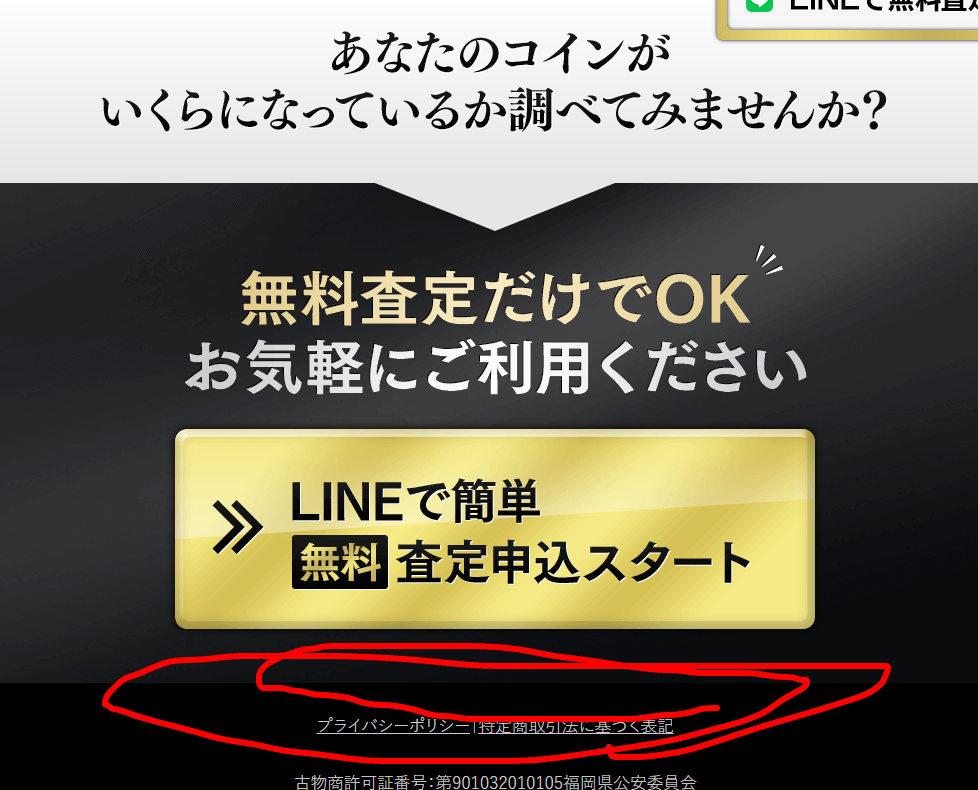 LINEで無料査定
あなたのコインが
いくらになっているか調べてみませんか？
無料査定だけでOK
お気軽にご利用ください
LINEで簡単
無料査定申込スタート
プライバシーポリシー|特定商取引法に基づく表記
古物商許可証番号：第901032010105福岡県公安委員会